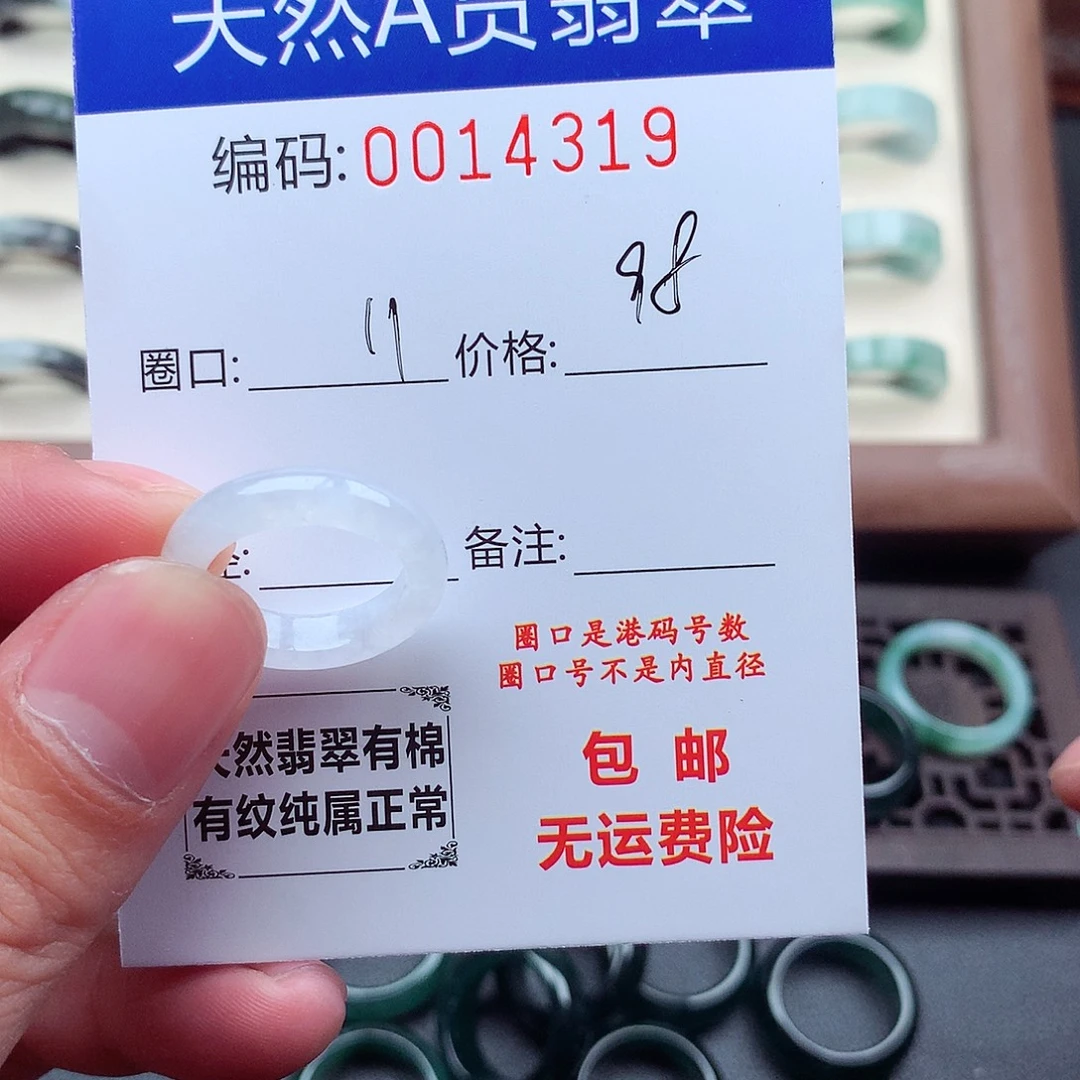 天然A货翡翠
编码: 0014319
圈口: 17 价格: 98
备注:
圈口是港码号数
圈口号不是内直径
天然翡翠有棉
有纹纯属正常
包 邮
无运费险